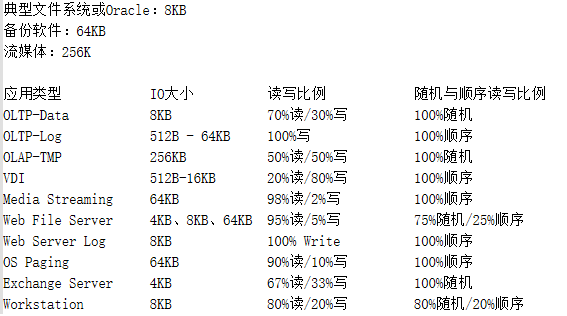 典型文件系统或Oracle: 8KB
备份软件: 64KB
流媒体: 256K
应用类型 IO大小 读写比例 随机与顺序读写比例
OLTP-Data 8KB 70%读/30%写 100%随机
OLTP-Log 512B - 64KB 100%写 100%顺序
OLAP-TMP 256KB 50%读/50%写 100%随机
VDI 512B-16KB 20%读/80%写 100%顺序
Media Streaming 64KB 98%读/2%写 100%顺序
Web File Server 4KB、8KB、64KB 95%读/5%写 75%随机/25%顺序
Web Server Log 8KB 100% Write 100%顺序
OS Paging 64KB 90%读/10%写 100%顺序
Exchange Server 4KB 67%读/33%写 100%随机
Workstation 8KB 80%读/20%写 80%随机/20%顺序